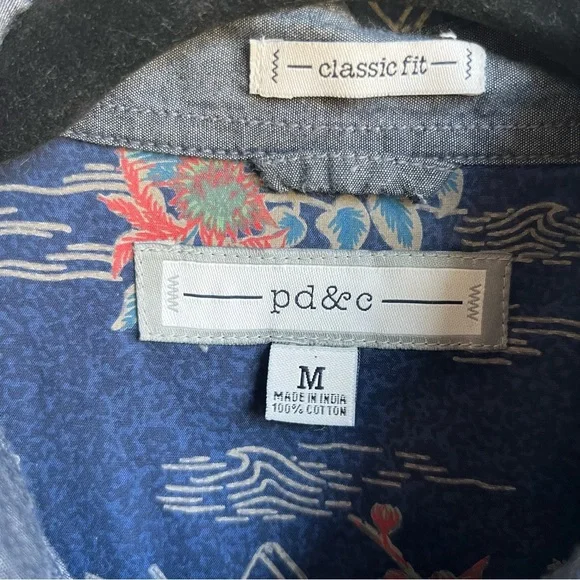 classic fit
pd&c
M
MADE IN INDIA
100% COTTON